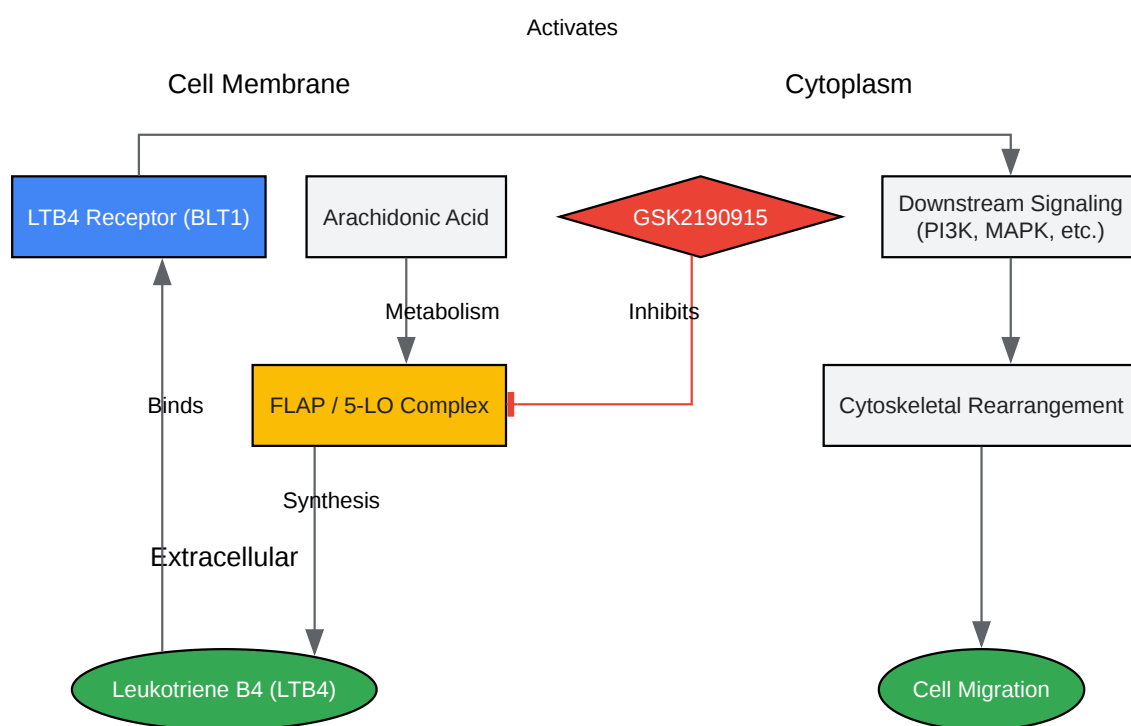 Activates
Cell Membrane
Cytoplasm
LTB4 Receptor (BLT1)
Arachidonic Acid
GSK2190915
Downstream Signaling
(PI3K, MAPK, etc.)
Metabolism
Inhibits
Binds
FLAP / 5-LO Complex
Cytoskeletal Rearrangement
Synthesis
Extracellular
Leukotriene B4 (LTB4)
Cell Migration